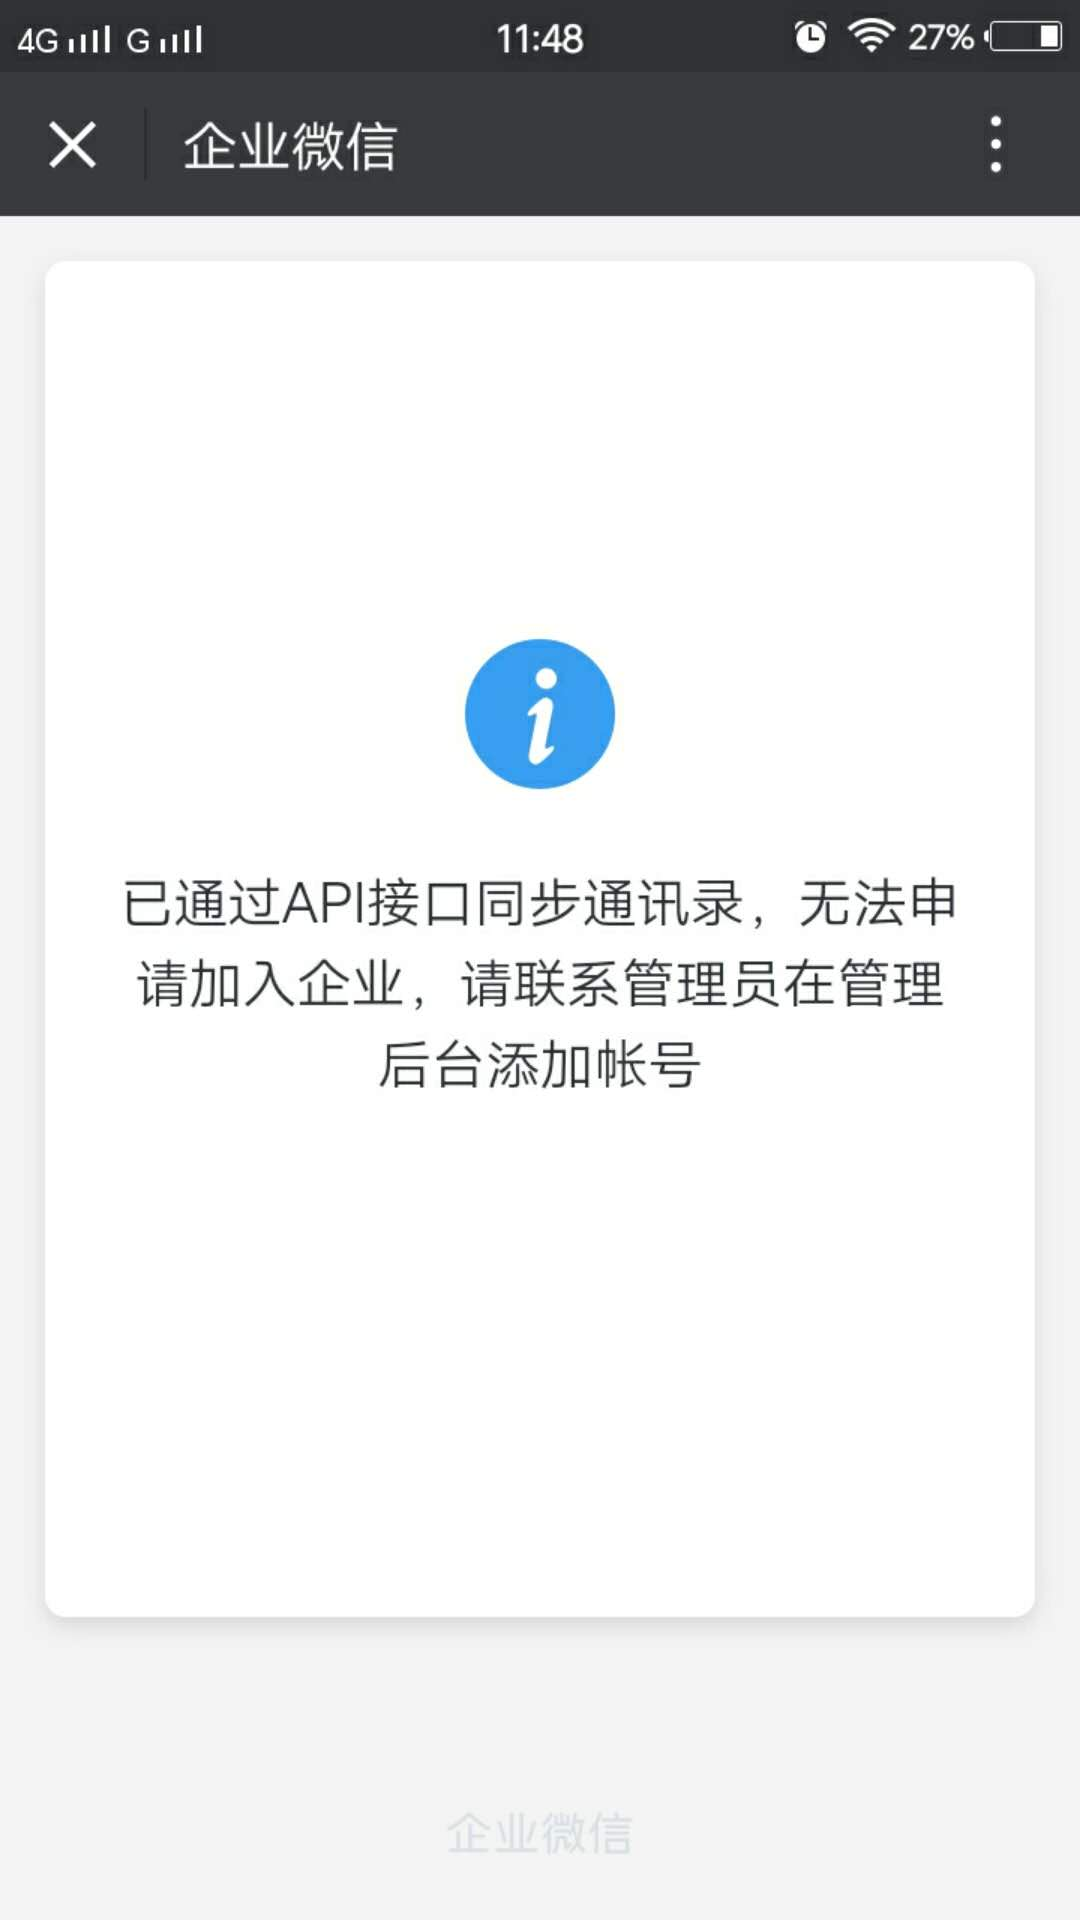 4G G 11:48 27%
企业微信
已通过API接口同步通讯录，无法申
请加入企业，请联系管理员在管理
后台添加帐号
企业微信